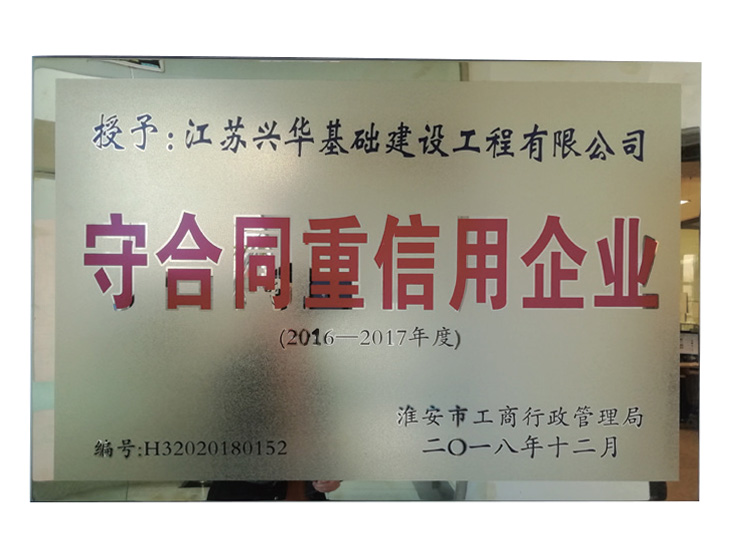 授予:江苏兴华基础建设工程有限公司
守合同重信用企业
(2016—2017年度)
淮安市工商行政管理局
编号:H32020180152
二〇一八年十二月